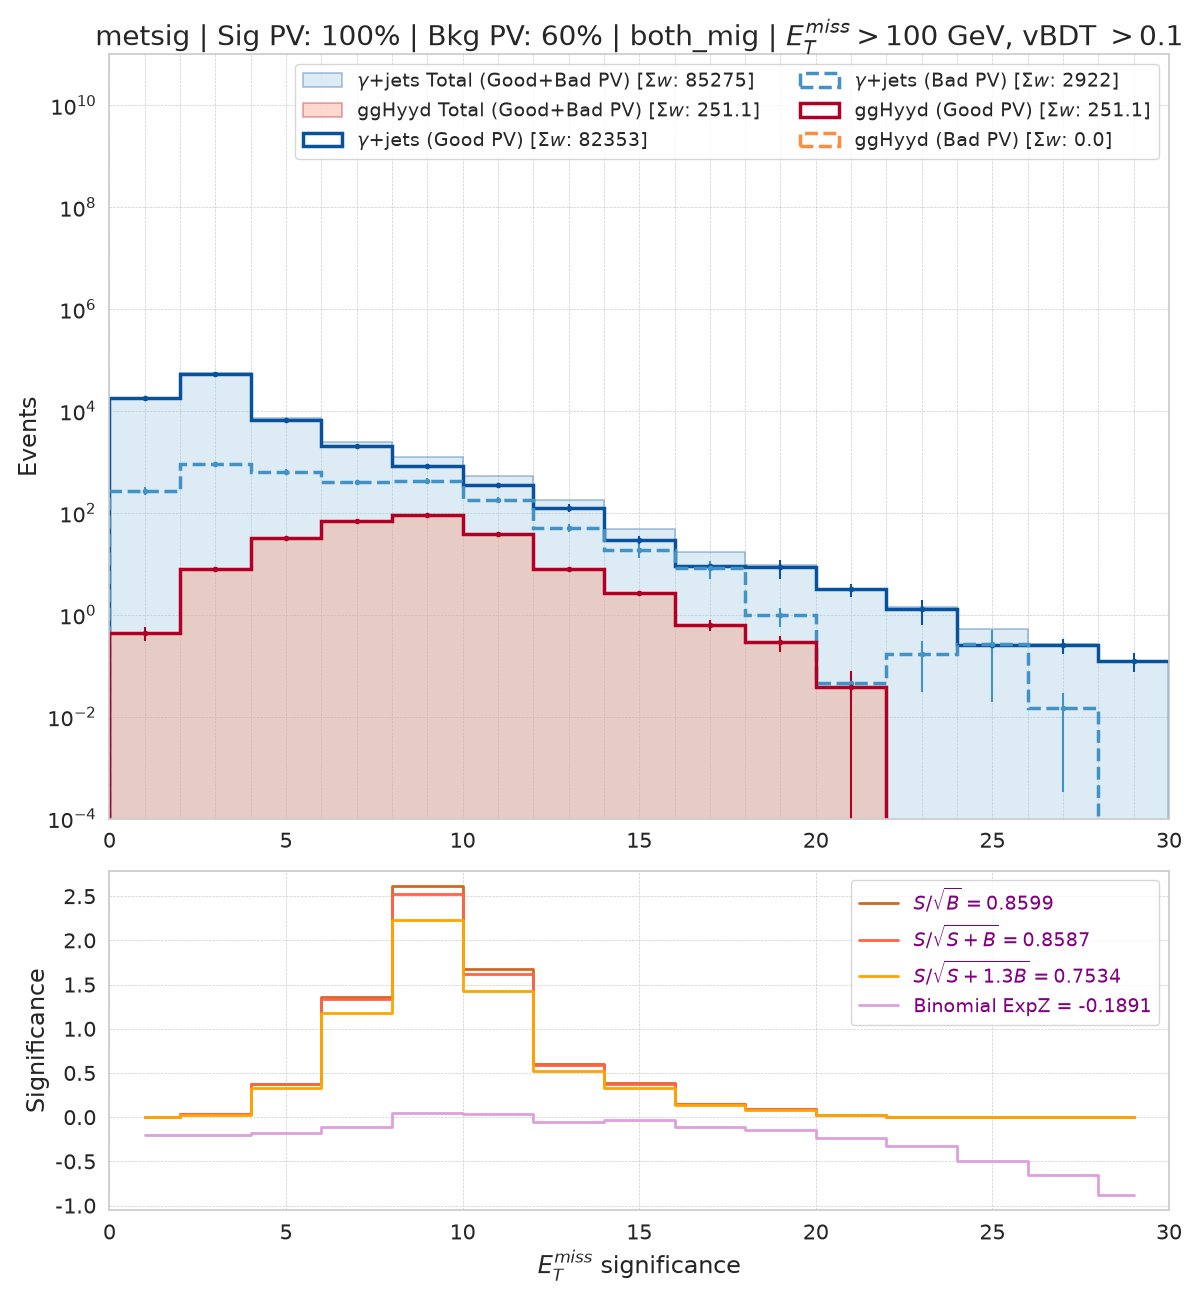 metsig | Sig PV: 100% | Bkg PV: 60% | both_mig | $E_T^{miss} > 100$ GeV, vBDT $> 0.1$
γ+jets Total (Good+Bad PV) [Σw: 85275]
ggHyyd Total (Good+Bad PV) [Σw: 251.1]
γ+jets (Good PV) [Σw: 82353]
γ+jets (Bad PV) [Σw: 2922]
ggHyyd (Good PV) [Σw: 251.1]
ggHyyd (Bad PV) [Σw: 0.0]
Events
$10^{10}$
$10^{8}$
$10^{6}$
$10^{4}$
$10^{2}$
$10^{0}$
$10^{-2}$
$10^{-4}$
0 5 10 15 20 25 30
Significance
2.5
2.0
1.5
1.0
0.5
0.0
-0.5
-1.0
$S/\sqrt{B} = 0.8599$
$S/\sqrt{S + B} = 0.8587$
$S/\sqrt{S + 1.3B} = 0.7534$
Binomial ExpZ = -0.1891
0 5 10 15 20 25 30
$E_T^{miss}$ significance